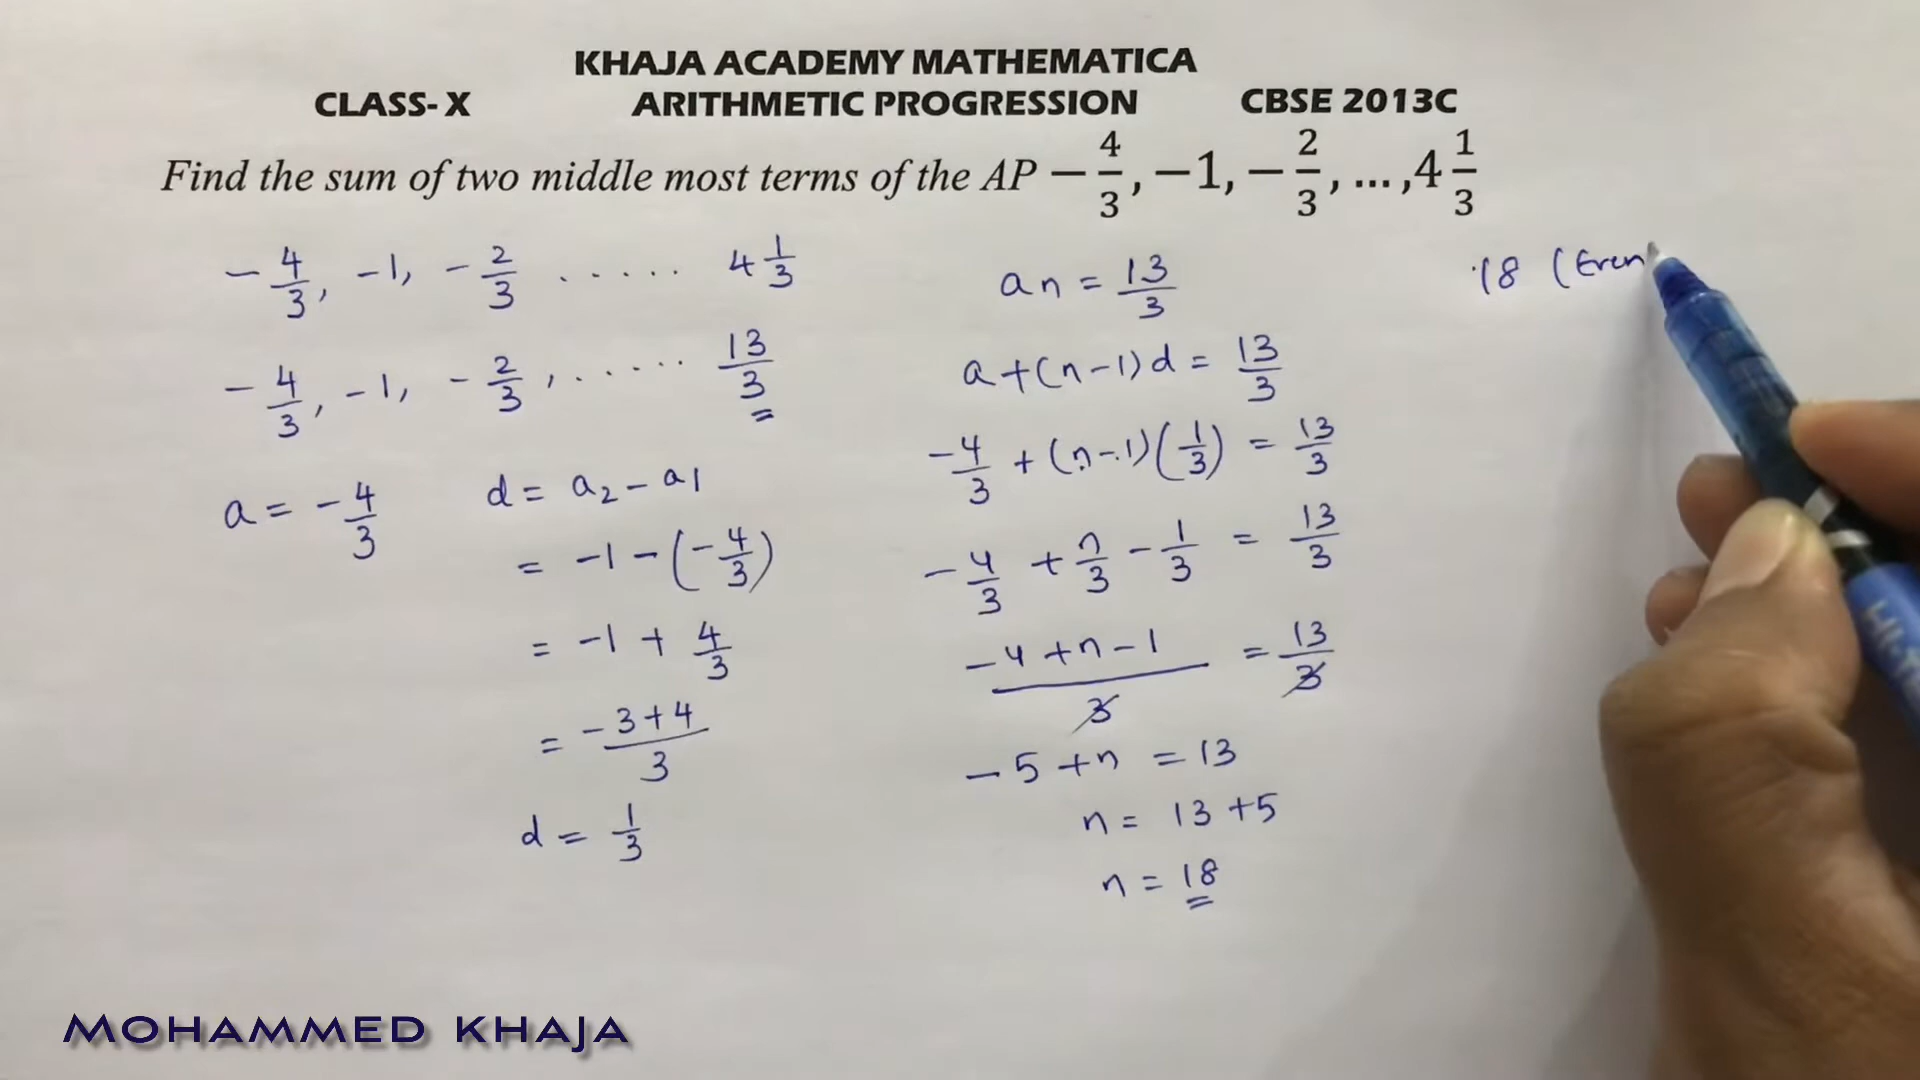 KHAJA ACADEMY MATHEMATICA
CLASS- X ARITHMETIC PROGRESSION CBSE 2013C
Find the sum of two middle most terms of the AP −4/3, −1, −2/3, ... ,4 1/3
−4/3, −1, −2/3 ..... 4 1/3
−4/3, −1, −2/3, ..... 13/3
a = −4/3
d = a₂ − a₁
= −1 − (−4/3)
= −1 + 4/3
= −3+4/3
d = 1/3
an = 13/3
a+(n−1)d = 13/3
−4/3 + (n−1)(1/3) = 13/3
−4/3 + n/3 − 1/3 = 13/3
−4+n−1/3 = 13/3
−5+n = 13
n = 13+5
n = 18
18 (Even
Hi-
MOHAMMED KHAJA